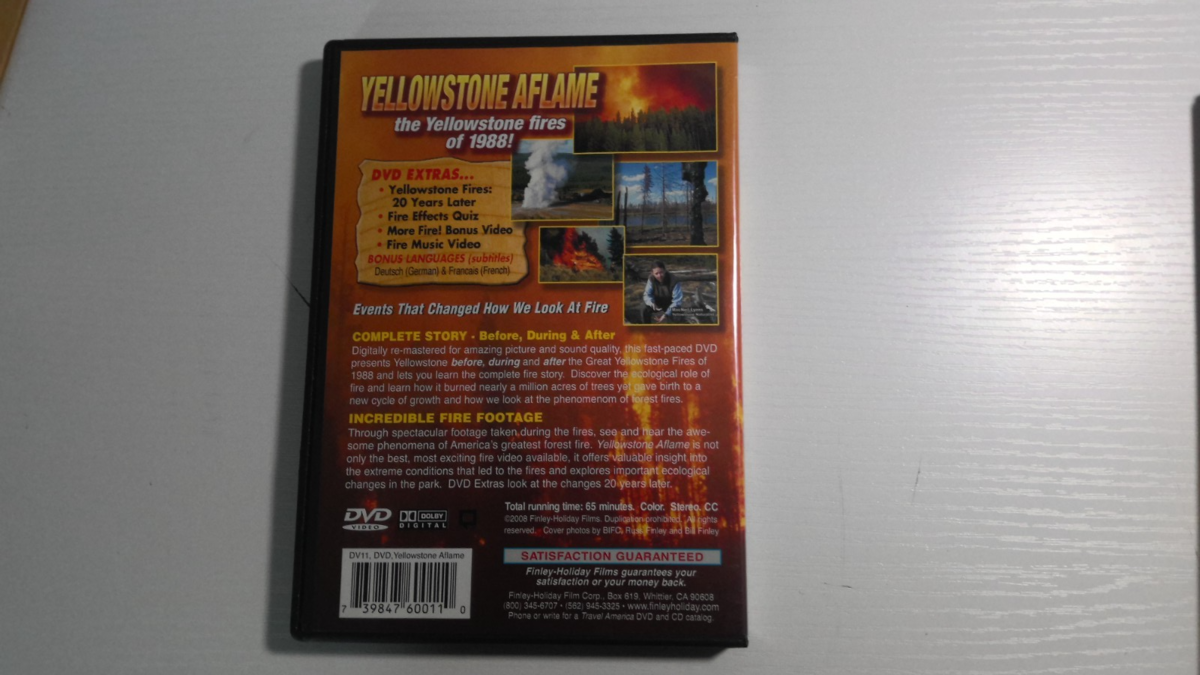 YELLOWSTONE AFLAME
the Yellowstone fires
of 1988!
DVD EXTRAS...
• Yellowstone Fires:
20 Years Later
• Fire Effects Quiz
• More Fire! Bonus Video
• Fire Music Video
BONUS LANGUAGES (subtitles)
Deutsch (German) & Francais (French)
Events That Changed How We Look At Fire
COMPLETE STORY - Before, During & After
Digitally re-mastered for amazing picture and sound quality, this fast-paced DVD
presents Yellowstone before, during and after the Great Yellowstone Fires of
1988 and lets you learn the complete fire story. Discover the ecological role of
fire and learn how it burned nearly a million acres of trees yet gave birth to a
new cycle of growth and how we look at the phenomenom of forest fires.
INCREDIBLE FIRE FOOTAGE
Through spectacular footage taken during the fires, see and hear the awe-
some phenomena of America's greatest forest fire. Yellowstone Aflame is not
only the best, most exciting fire video available, it offers valuable insight into
the extreme conditions that led to the fires and explores important ecological
changes in the park. DVD Extras look at the changes 20 years later.
DVD
VIDEO
DOLBY
DIGITAL
Total running time: 65 minutes. Color. Stereo. CC
©2008 Finley-Holiday Films. Duplication prohibited. All rights
reserved. Cover photos by BIFC, Russ Finley and Bill Finley
DV11, DVD, Yellowstone Aflame
7 39847 60011 0
SATISFACTION GUARANTEED
Finley-Holiday Films guarantees your
satisfaction or your money back.
Finley-Holiday Film Corp., Box 619, Whittier, CA 90608
(800) 345-6707 • (562) 945-3325 • www.finleyholiday.com
Phone or write for a Travel America DVD and CD catalog.